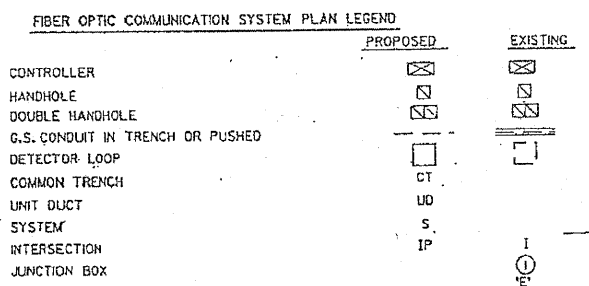 FIBER OPTIC COMMUNICATION SYSTEM PLAN LEGEND
PROPOSED EXISTING
CONTROLLER
HANDHOLE
DOUBLE HANDHOLE
G.S. CONDUIT IN TRENCH OR PUSHED
DETECTOR LOOP
COMMON TRENCH CT
UNIT DUCT UD
SYSTEM S
INTERSECTION IP I
JUNCTION BOX I
'E'